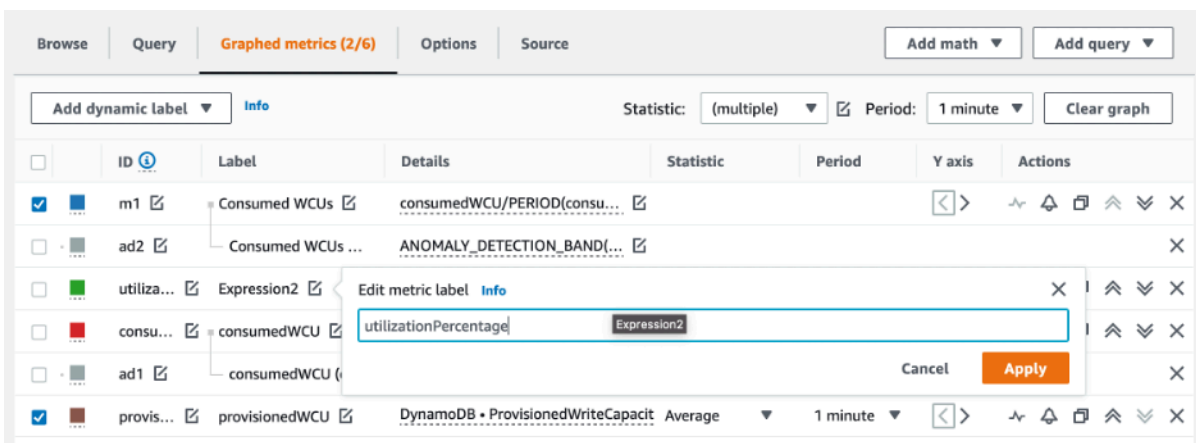 Browse Query Graphed metrics (2/6) Options Source Add math ▼ Add query ▼
Add dynamic label ▼ Info Statistic: (multiple) ▼ Period: 1 minute ▼ Clear graph
ID Label Details Statistic Period Y axis Actions
m1 Consumed WCUs consumedWCU/PERIOD(consu...
ad2 Consumed WCUs ... ANOMALY_DETECTION_BAND(...
utiliza... Expression2 Edit metric label Info
consu... consumedWCU utilizationPercentage Expression2
Cancel Apply
ad1 consumedWCU (
provis... provisionedWCU DynamoDB • ProvisionedWriteCapacit Average ▼ 1 minute ▼